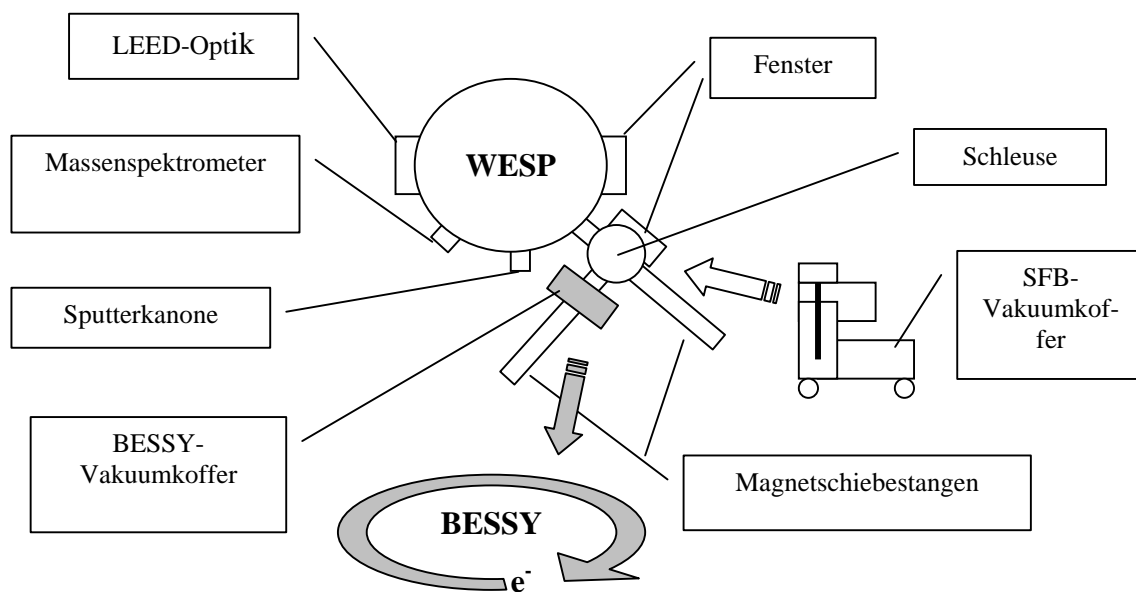 LEED-Optik
Fenster
Massenspektrometer
WESP
Schleuse
SFB-
Vakuumkof-
fer
Sputterkanone
BESSY-
Vakuumkoffer
Magnetschiebestangen
BESSY
e-